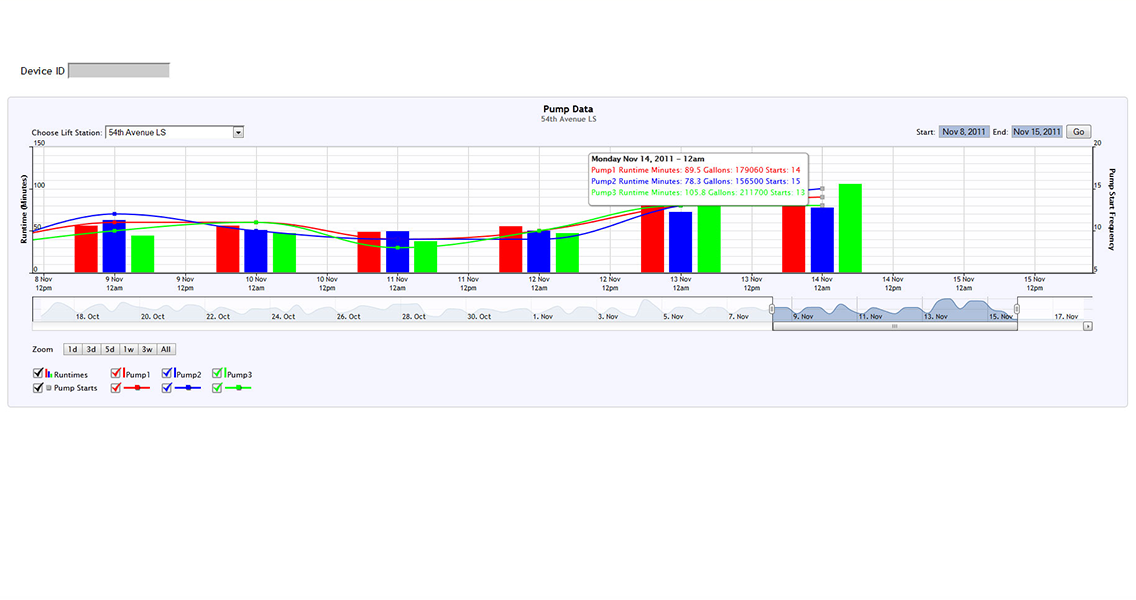 Device ID
Pump Data
54th Avenue LS
Choose Lift Station: 54th Avenue LS
Start: Nov 8, 2011 End: Nov 15, 2011 Go
150
100
50
0
Runtime (Minutes)
20
15
10
5
Pump Start Frequency
Monday Nov 14, 2011 - 12am
Pump1 Runtime Minutes: 89.5 Gallons: 179060 Starts: 14
Pump2 Runtime Minutes: 78.3 Gallons: 156500 Starts: 15
Pump3 Runtime Minutes: 105.8 Gallons: 211700 Starts: 13
8 Nov 9 Nov 9 Nov 10 Nov 10 Nov 11 Nov 11 Nov 12 Nov 12 Nov 13 Nov 13 Nov 14 Nov 14 Nov 15 Nov 15 Nov
12pm 12am 12pm 12am 12pm 12am 12pm 12am 12pm 12am 12pm 12am 12pm 12am 12pm
18. Oct 20. Oct 22. Oct 24. Oct 26. Oct 28. Oct 30. Oct 1. Nov 3. Nov 5. Nov 7. Nov 9. Nov 11. Nov 13. Nov 15. Nov 17. Nov
Zoom 1d 3d 5d 1w 3w All
Runtimes Pump1 Pump2 Pump3
Pump Starts